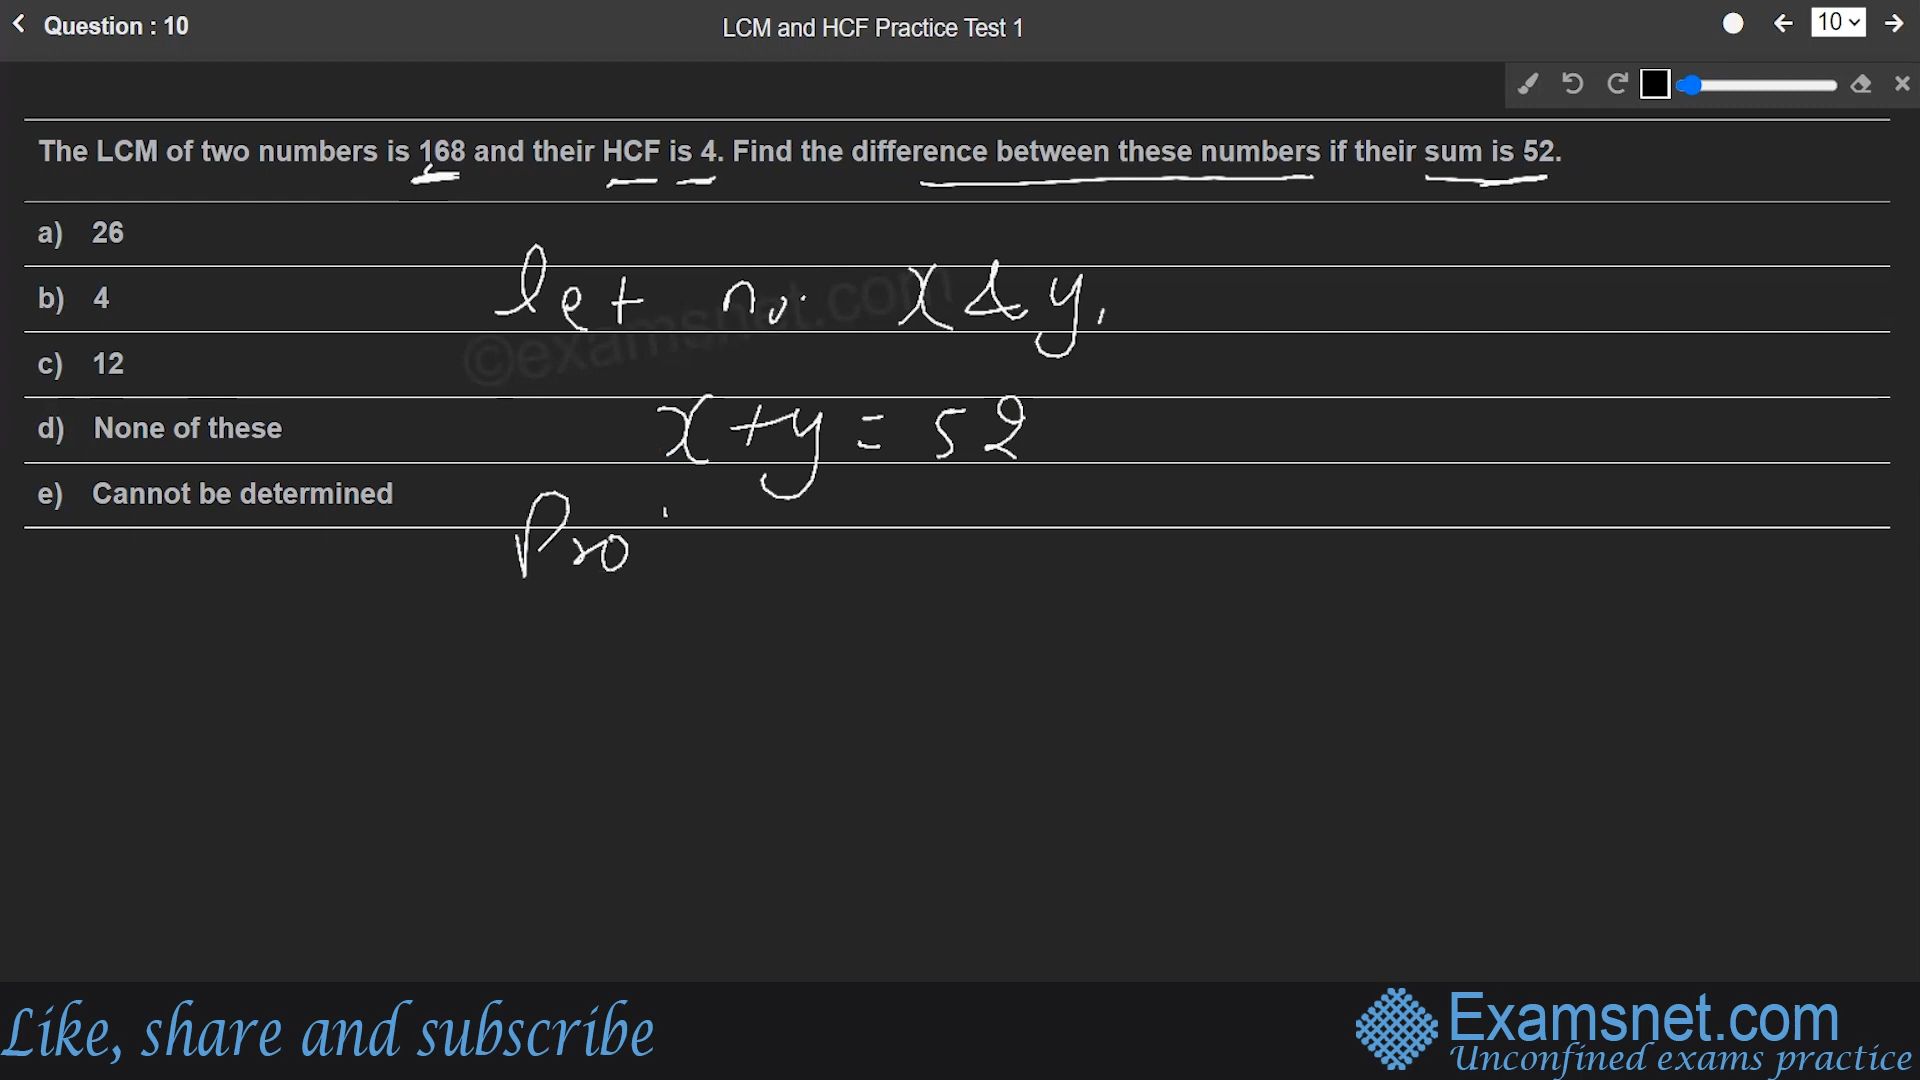 Question : 10
LCM and HCF Practice Test 1
10
The LCM of two numbers is 168 and their HCF is 4. Find the difference between these numbers if their sum is 52.
a) 26
b) 4
c) 12
d) None of these
e) Cannot be determined
let no. x & y,
©examsnet.com
x + y = 52
Pro
Like, share and subscribe
Examsnet.com
Unconfined exams practice